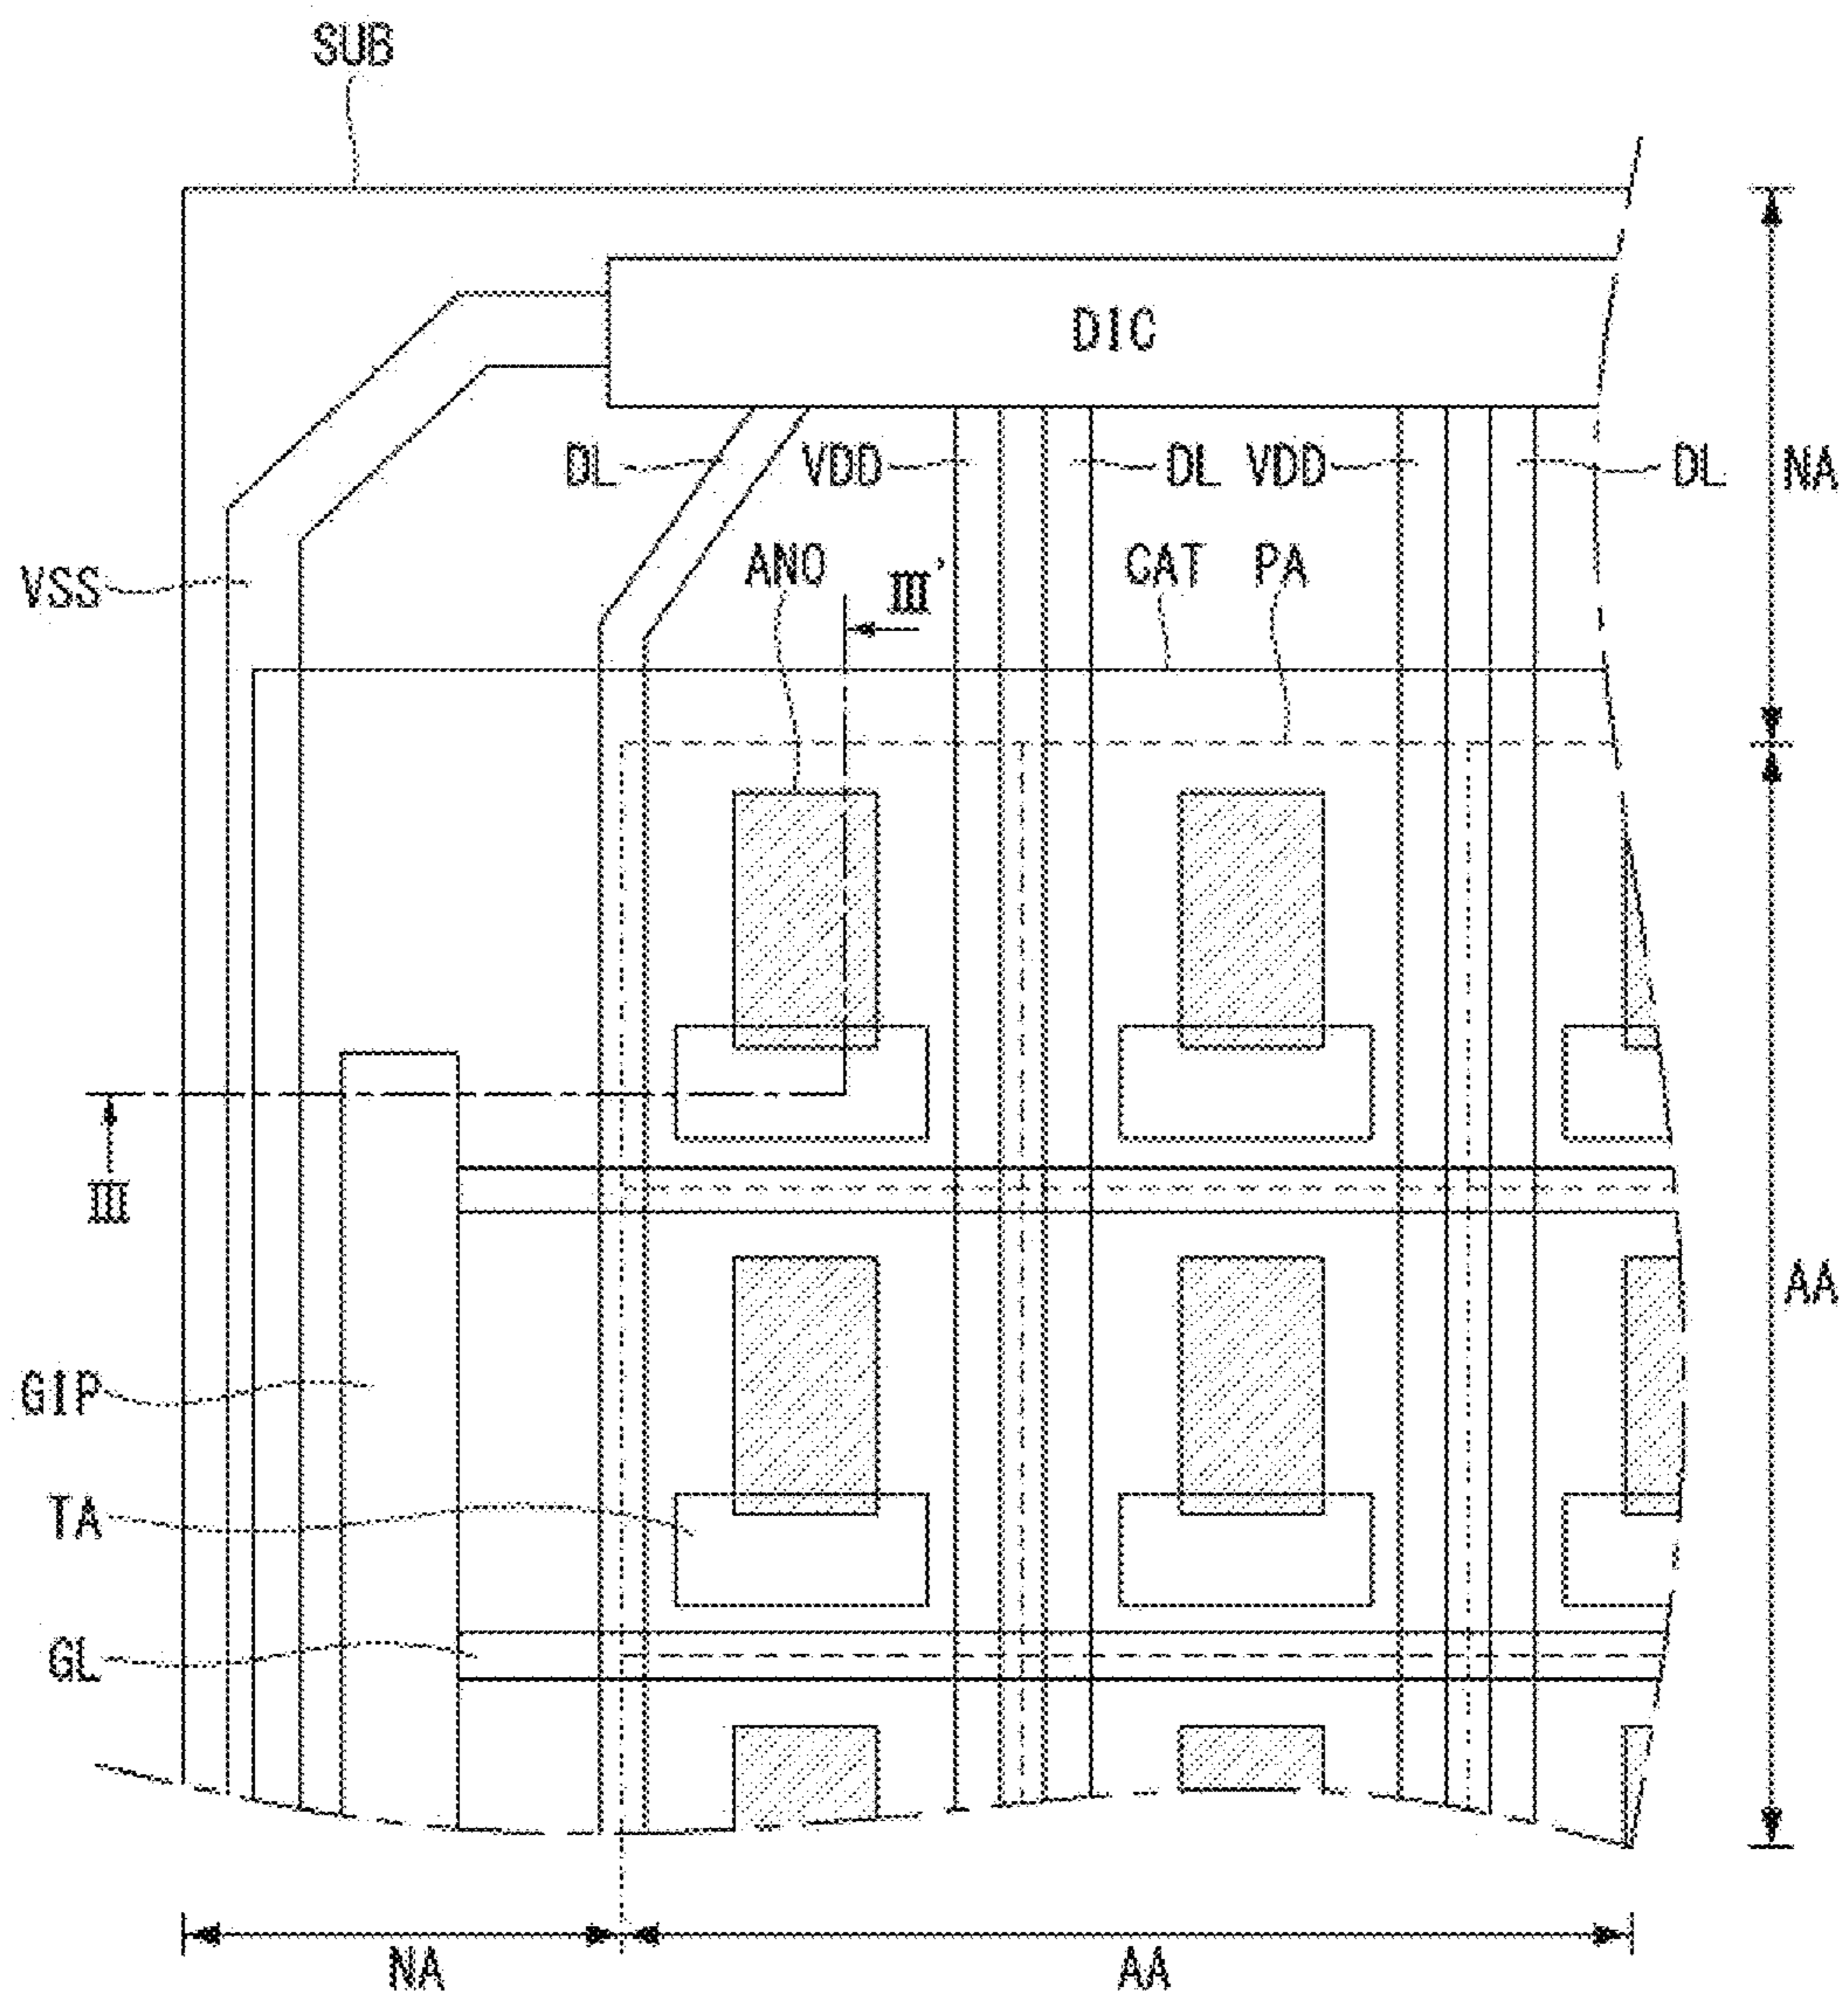 SUB
DIC
DL VDD DL VDD DL NA
ANO III' CAT PA
VSS
III
AA
GIP
TA
GL
NA AA